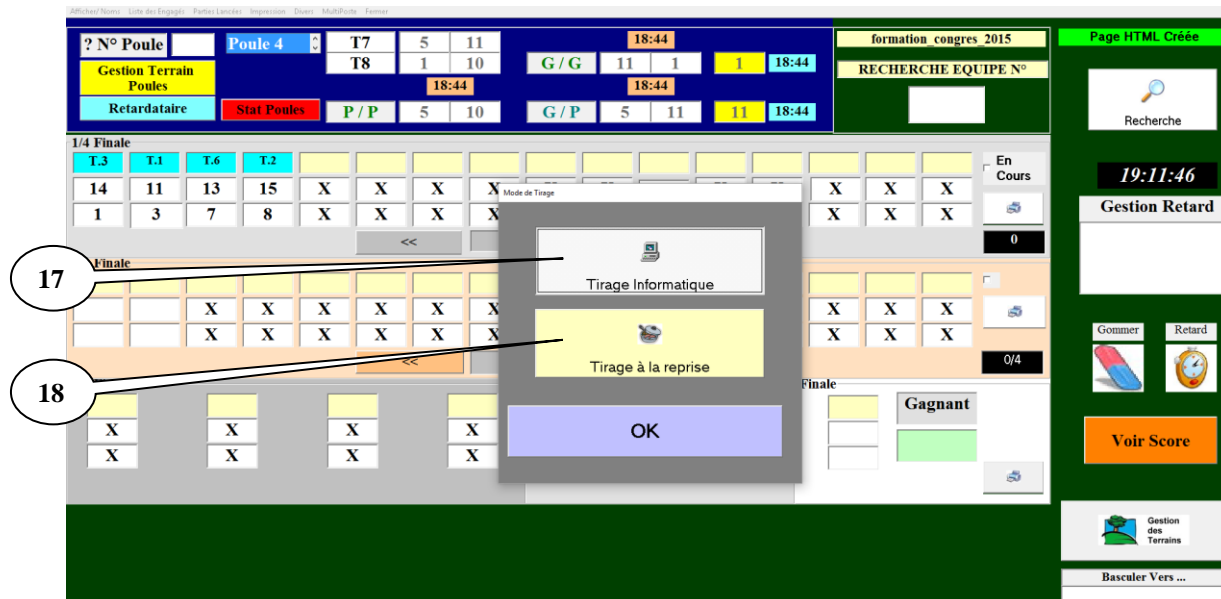 Afficher/ Noms Liste des Engagés Parties Lancées Impression Divers MultiPoste Fermer
? N° Poule Poule 4 T7 5 11 18:44 formation_congres_2015 Page HTML Créée
T8 1 10 G / G 11 1 1 18:44
Gestion Terrain Poules 18:44 18:44 RECHERCHE EQUIPE N°
Retardataire Stat Poules P / P 5 10 G / P 5 11 11 18:44
Recherche
1/4 Finale
T.3 T.1 T.6 T.2 En Cours
14 11 13 15 X X X X X X X
1 3 7 8 X X X X X X X
<< 0
19:11:46
Gestion Retard
Mode de Tirage
Tirage Informatique
Tirage à la reprise
OK
17
18
Finale
X X X X X X X X
X X X X X X X X
<< 0/4
Gommer Retard
Finale
Gagnant
X X X X
X X X X
Voir Score
Gestion des Terrains
Basculer Vers ...